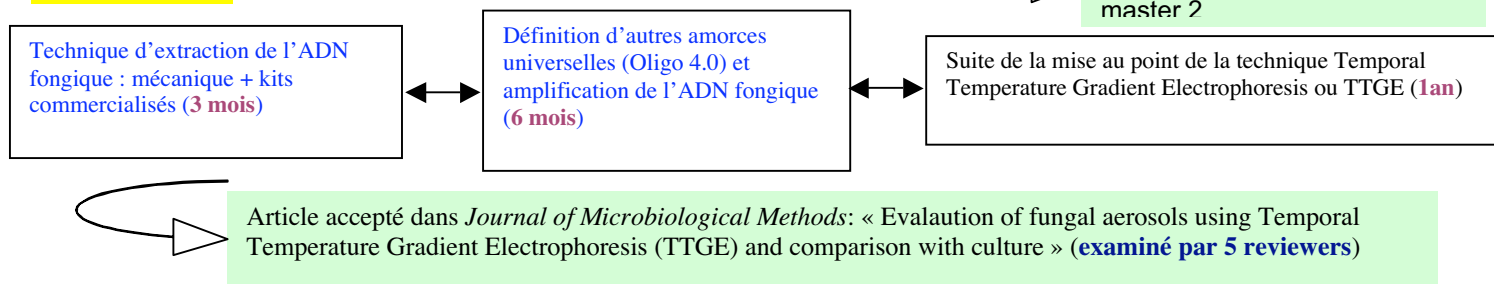 master 2
Technique d’extraction de l’ADN
fongique : mécanique + kits
commercialisés (3 mois)
Définition d’autres amorces
universelles (Oligo 4.0) et
amplification de l’ADN fongique
(6 mois)
Suite de la mise au point de la technique Temporal
Temperature Gradient Electrophoresis ou TTGE (1an)
Article accepté dans Journal of Microbiological Methods: « Evalaution of fungal aerosols using Temporal
Temperature Gradient Electrophoresis (TTGE) and comparison with culture » (examiné par 5 reviewers)